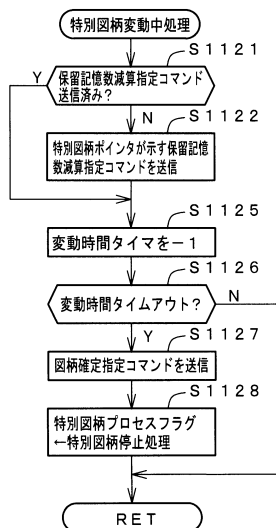 特別図柄変動中処理
S1121
Y
保留記憶数減算指定コマンド
送信済み?
N
S1122
特別図柄ポインタが示す保留記憶
数減算指定コマンドを送信
S1125
変動時間タイマを−1
S1126
変動時間タイムアウト?
N
Y
S1127
図柄確定指定コマンドを送信
S1128
特別図柄プロセスフラグ
←特別図柄停止処理
RET